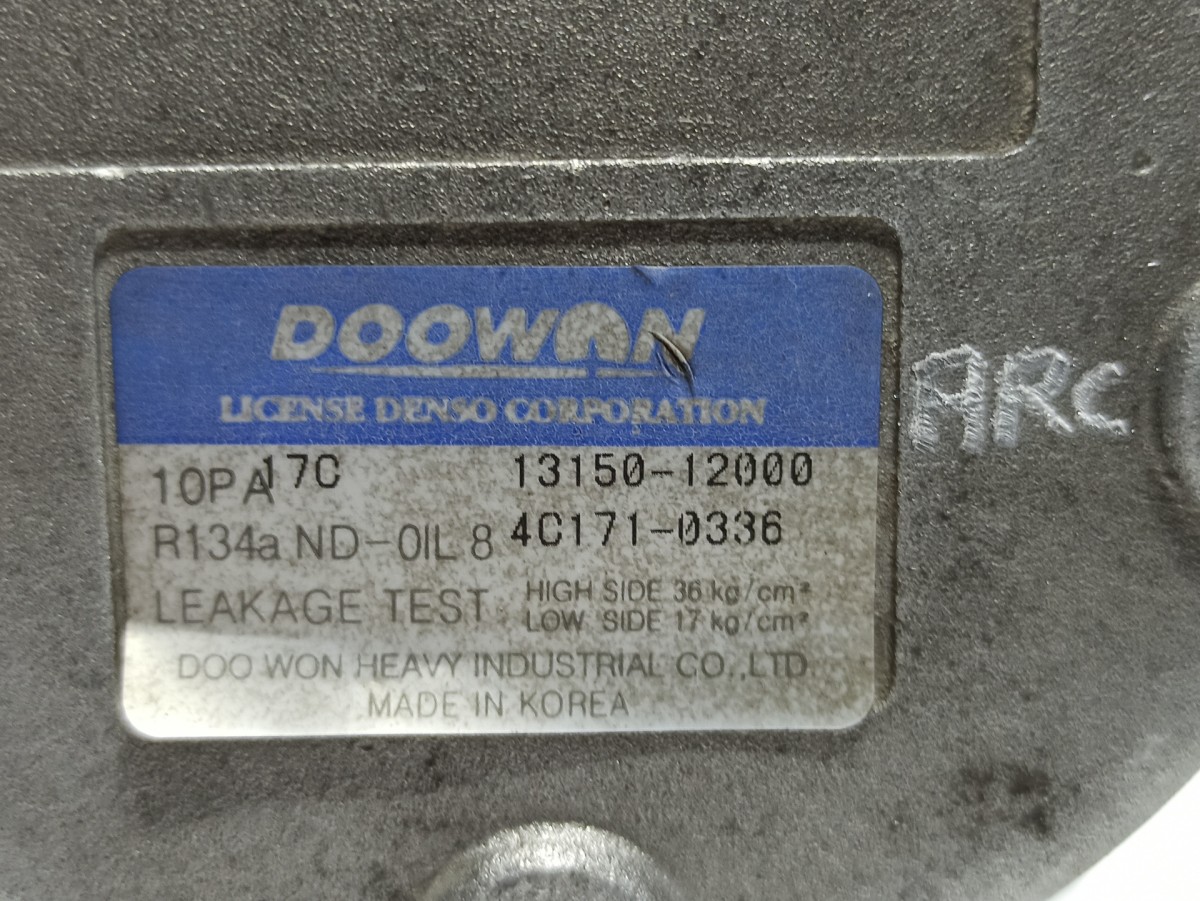 DOOWON
LICENSE DENSO CORPORATION
ARC
10PA17C 13150-12000
R134a ND-OIL 8 4C171-0336
LEAKAGE TEST HIGH SIDE 36 kg/cm²
LOW SIDE 17 kg/cm²
DOO WON HEAVY INDUSTRIAL CO.,LTD.
MADE IN KOREA